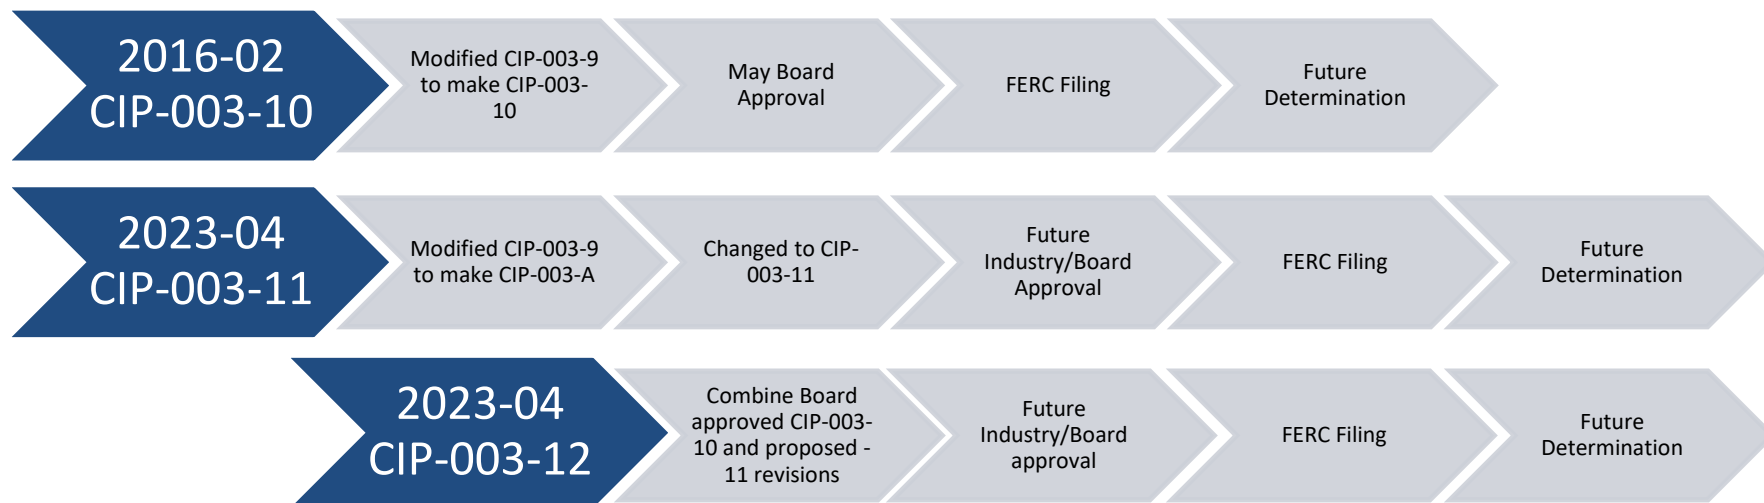 2016-02
CIP-003-10
Modified CIP-003-9
to make CIP-003-
10
May Board
Approval
FERC Filing
Future
Determination
2023-04
CIP-003-11
Modified CIP-003-9
to make CIP-003-A
Changed to CIP-
003-11
Future
Industry/Board
Approval
FERC Filing
Future
Determination
2023-04
CIP-003-12
Combine Board
approved CIP-003-
10 and proposed -
11 revisions
Future
Industry/Board
approval
FERC Filing
Future
Determination